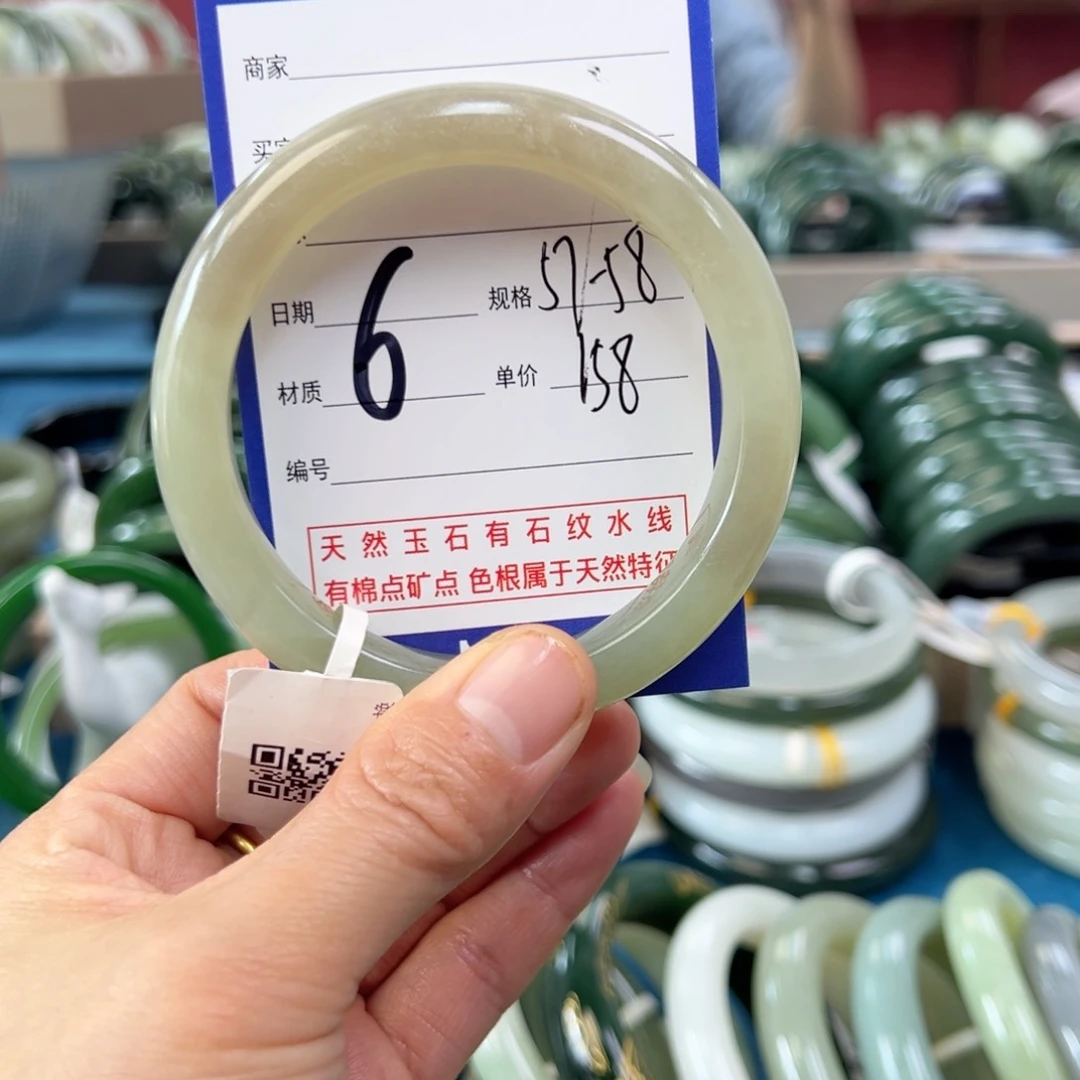 商家
买家
日期 6 规格 57-58
材质 单价 158
编号
天然玉石有石纹水线
有棉点矿点 色根属于天然特征